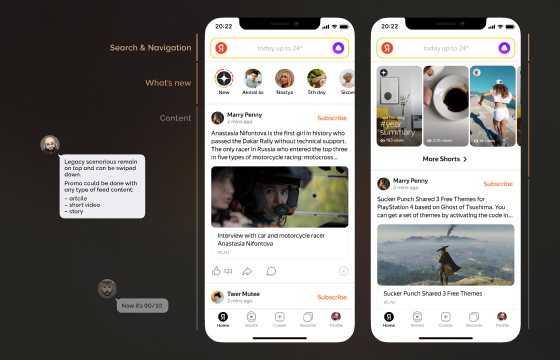 Search & Navigation
What's new
Content
Legacy scenorious remain
on top and can be swiped
down.
Promo could be done with
any type of feed content:
– artcile
– short video
– story
Now it's 90/10
20:22
Я
today up to 24°
New
Akmal Jo
Nastya
5th day
Marry Penny
2 mins ago
Subscribe
Anastasia Nifontova is the first girl in history who
passed the Dakar Rally without technical support.
The only racer in Russia who entered the top three
in five types of motorcycle racing: motocross...
Interview with car and motorcycle racer
Anastasia Nifontova
vc.ru
123
Twer Mutee
2 mins ago
Subscribe
Я
Home
Shorts
Create
Recents
Profile
20:22
Я
today up to 24°
#year
summary
More Shorts
Marry Penny
2 mins ago
Subscribe
Sucker Punch Shared 3 Free Themes for
PlayStation 4 based on Ghost of Tsushima. You
can get a set of themes by activating the code in...
Sucker Punch Shared 3 Free Themes
vc.ru
Я
Home
Shorts
Create
Recents
Profile